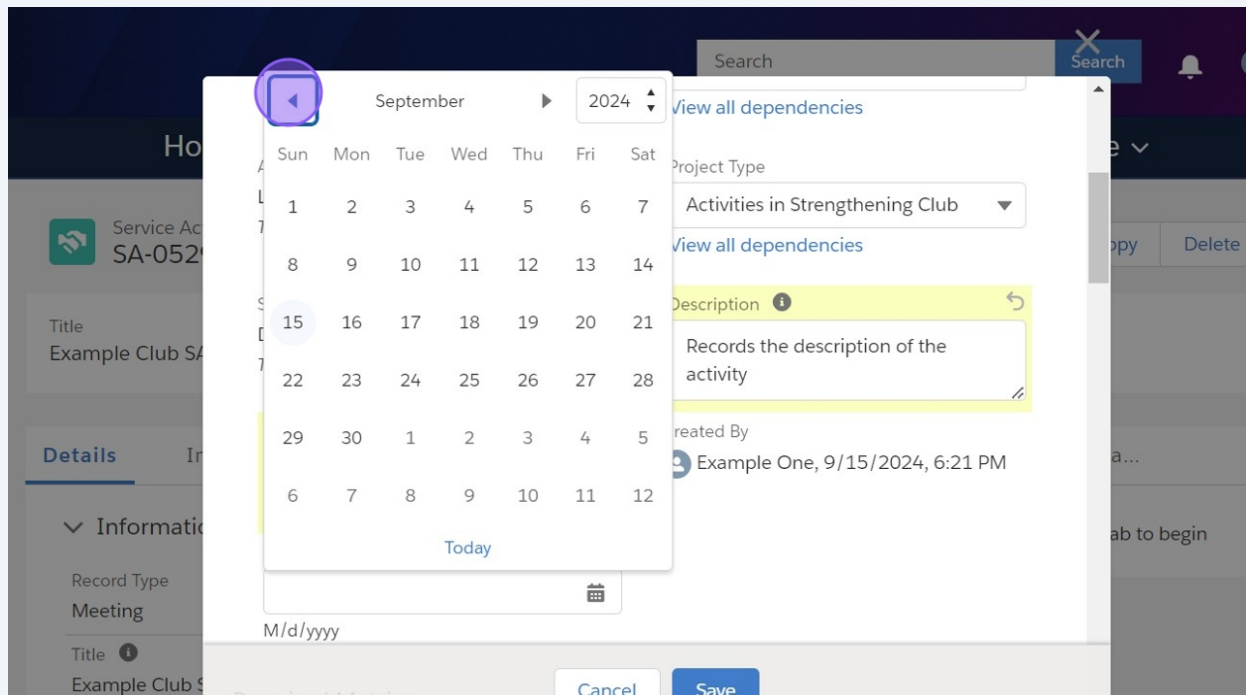 Search
Search
September 2024
Sun Mon Tue Wed Thu Fri Sat
1 2 3 4 5 6 7
8 9 10 11 12 13 14
15 16 17 18 19 20 21
22 23 24 25 26 27 28
29 30 1 2 3 4 5
6 7 8 9 10 11 12
Today
M/d/yyyy
View all dependencies
Project Type
Activities in Strengthening Club
View all dependencies
Description
Records the description of the
activity
Created By
Example One, 9/15/2024, 6:21 PM
Cancel
Save
Ho
Service Ac
SA-052
Delete
Title
Example Club SA
Details
In
ab to begin
Informatio
Record Type
Meeting
Title
Example Club S